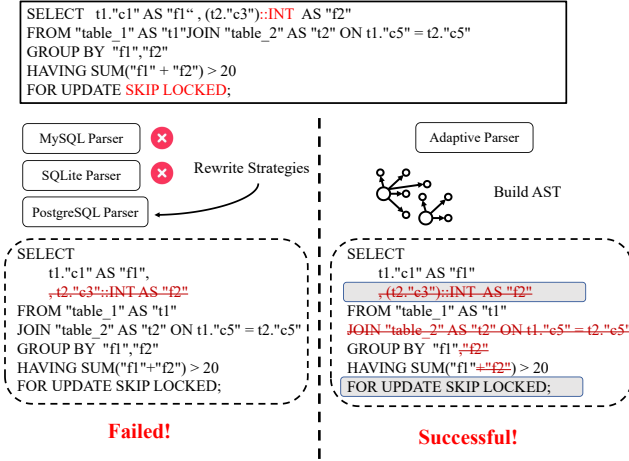 SELECT t1."c1" AS "f1“ , (t2."c3")::INT AS "f2"
FROM "table_1" AS "t1"JOIN "table_2" AS "t2" ON t1."c5" = t2."c5"
GROUP BY "f1","f2"
HAVING SUM("f1" + "f2") > 20
FOR UPDATE SKIP LOCKED;
MySQL Parser
SQLite Parser
PostgreSQL Parser
Rewrite Strategies
SELECT
t1."c1" AS "f1",
, t2."c3"::INT AS "f2"
FROM "table_1" AS "t1"
JOIN "table_2" AS "t2" ON t1."c5" = t2."c5"
GROUP BY "f1","f2"
HAVING SUM("f1"+"f2") > 20
FOR UPDATE SKIP LOCKED;
Failed!
Adaptive Parser
Build AST
SELECT
t1."c1" AS "f1"
, (t2."c3")::INT AS "f2"
FROM "table_1" AS "t1"
JOIN "table_2" AS "t2" ON t1."c5" = t2."c5"
GROUP BY "f1","f2"
HAVING SUM("f1"+"f2") > 20
FOR UPDATE SKIP LOCKED;
Successful!